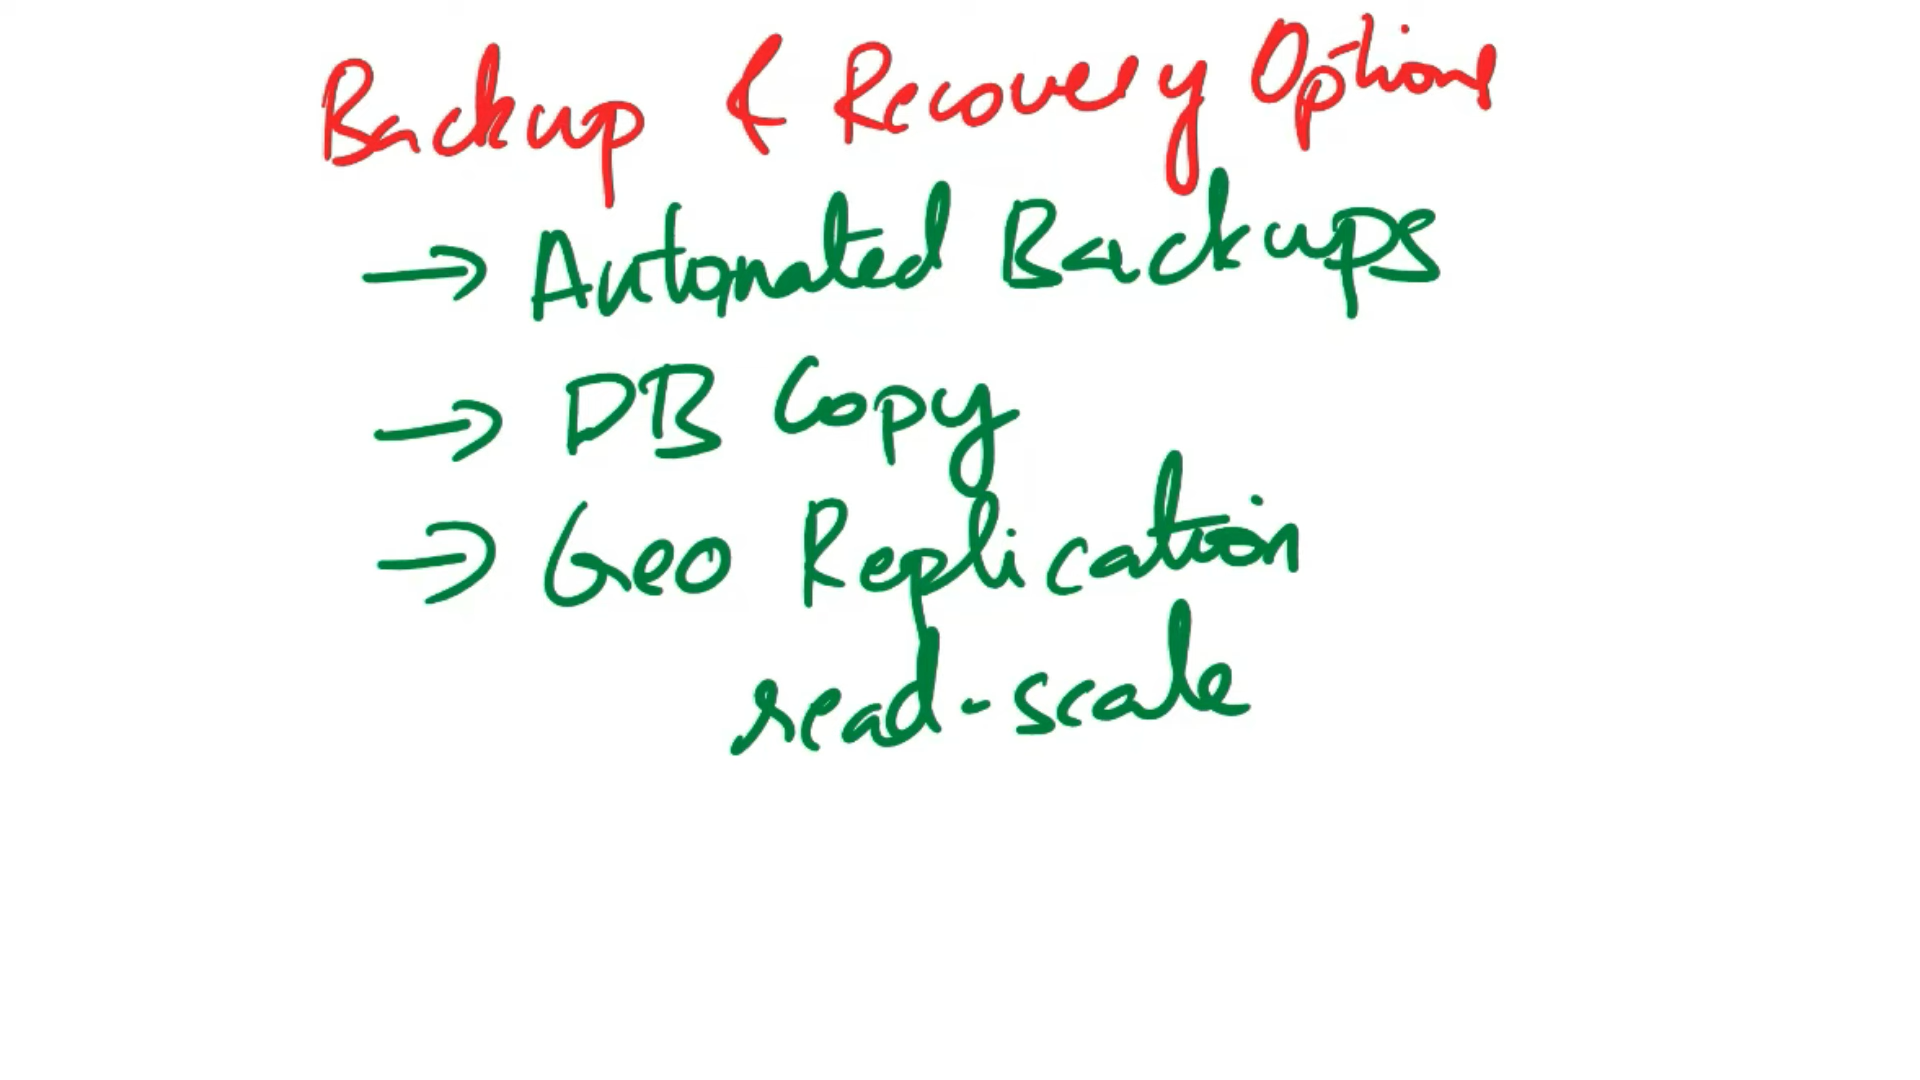 Backup & Recovery Options
→ Automated Backups
→ DB Copy
→ Geo Replication
read-scale